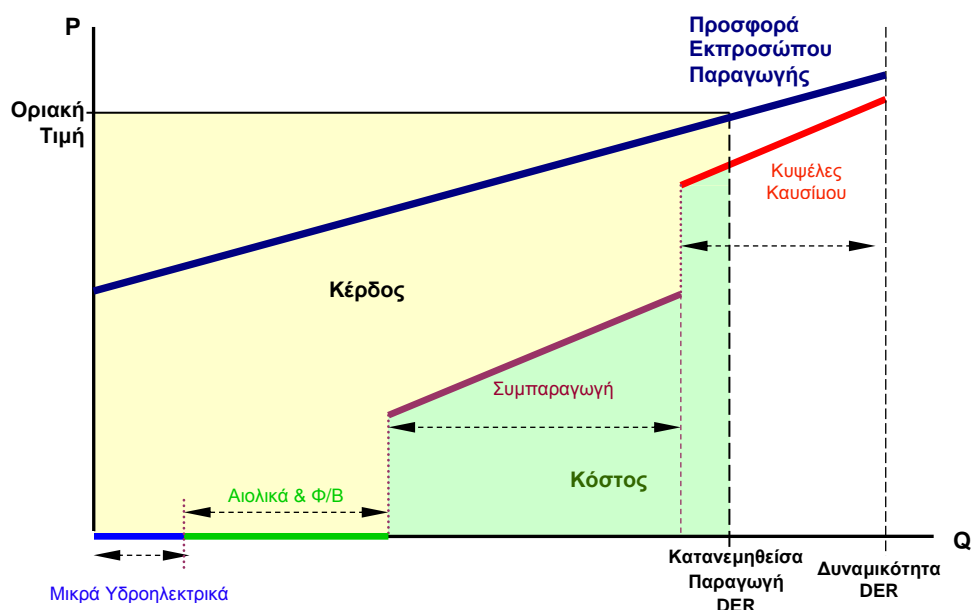 P
Προσφορά
Εκπροσώπου
Παραγωγής
Οριακή
Τιμή
Κυψέλες
Καυσίμου
Κέρδος
Συμπαραγωγή
Κόστος
Αιολικά & Φ/Β
Q
Μικρά Υδροηλεκτρικά
Κατανεμηθείσα
Παραγωγή
DER
Δυναμικότητα
DER